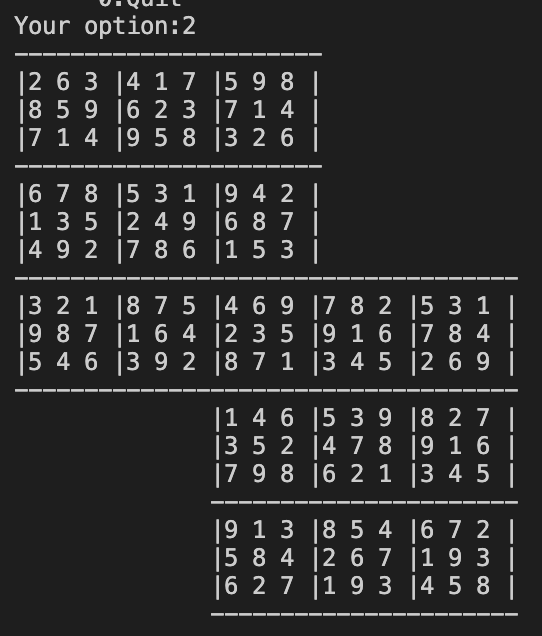 0.Quit
Your option:2
----------------------
|2 6 3 |4 1 7 |5 9 8 |
|8 5 9 |6 2 3 |7 1 4 |
|7 1 4 |9 5 8 |3 2 6 |
----------------------
|6 7 8 |5 3 1 |9 4 2 |
|1 3 5 |2 4 9 |6 8 7 |
|4 9 2 |7 8 6 |1 5 3 |
------------------------------------
|3 2 1 |8 7 5 |4 6 9 |7 8 2 |5 3 1 |
|9 8 7 |1 6 4 |2 3 5 |9 1 6 |7 8 4 |
|5 4 6 |3 9 2 |8 7 1 |3 4 5 |2 6 9 |
------------------------------------
              |1 4 6 |5 3 9 |8 2 7 |
              |3 5 2 |4 7 8 |9 1 6 |
              |7 9 8 |6 2 1 |3 4 5 |
              ----------------------
              |9 1 3 |8 5 4 |6 7 2 |
              |5 8 4 |2 6 7 |1 9 3 |
              |6 2 7 |1 9 3 |4 5 8 |
              ----------------------